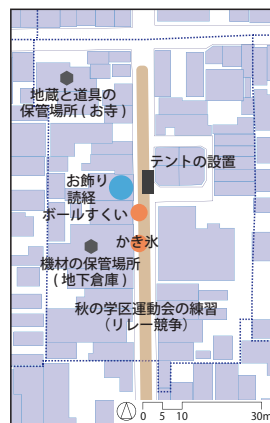 地蔵と道具の
保管場所 ( お寺 )
テントの設置
お飾り
読経
ボールすくい
かき氷
機材の保管場所
( 地下倉庫 )
秋の学区運動会の練習
（リレー競争）
0 5 10 30m